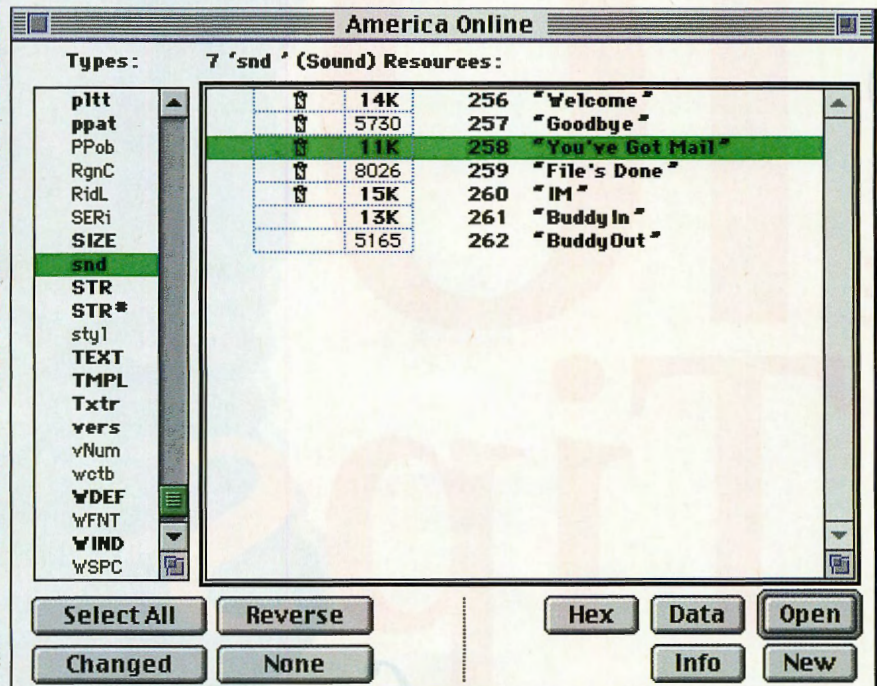 America Online
Types:
7 'snd ' (Sound) Resources:
pltt
ppat
PPob
RgnC
RidL
SERi
SIZE
snd
STR
STR#
styl
TEXT
TMPL
Txtr
vers
vNum
wctb
WDEF
WFNT
WIND
WSPC
14K 256 "Welcome"
5730 257 "Goodbye"
11K 258 "You've Got Mail"
8026 259 "File's Done"
15K 260 "IM"
13K 261 "BuddyIn"
5165 262 "BuddyOut"
Select All Reverse Hex Data Open
Changed None Info New